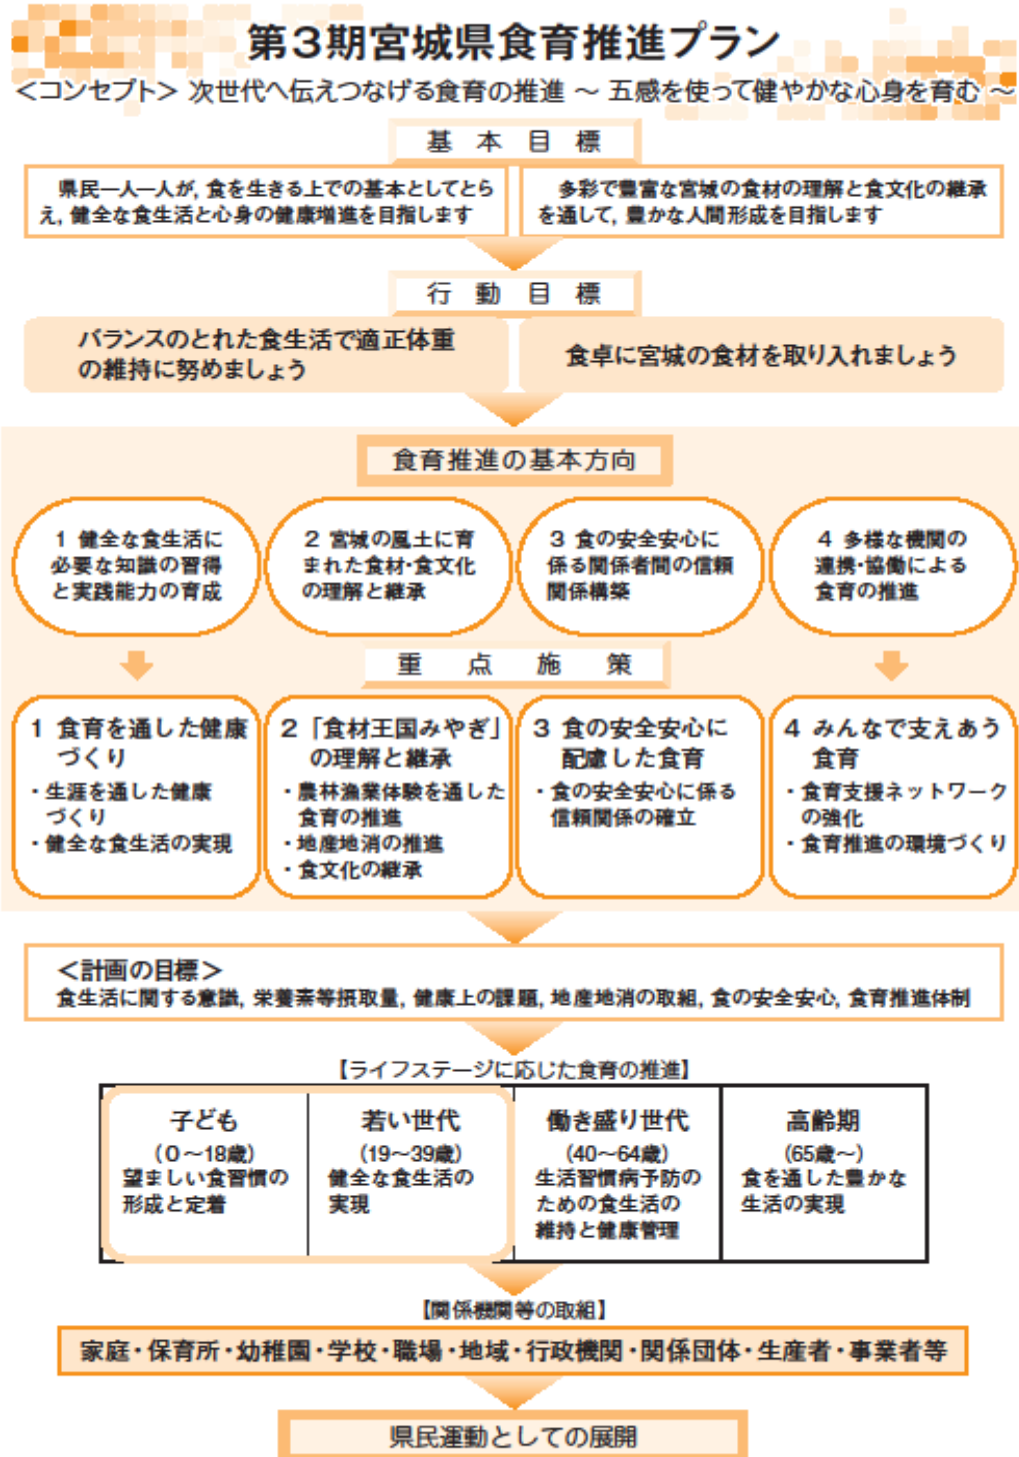 第3期宮城県食育推進プラン
＜コンセプト＞ 次世代へ伝えつなげる食育の推進 ～ 五感を使って健やかな心身を育む ～
基本目標
県民一人一人が, 食を生きる上での基本としてとら
え, 健全な食生活と心身の健康増進を目指します
多彩で豊富な宮城の食材の理解と食文化の継承
を通して, 豊かな人間形成を目指します
行動目標
バランスのとれた食生活で適正体重
の維持に努めましょう
食卓に宮城の食材を取り入れましょう
食育推進の基本方向
1 健全な食生活に
必要な知識の習得
と実践能力の育成
2 宮城の風土に育
まれた食材・食文化
の理解と継承
3 食の安全安心に
係る関係者間の信頼
関係構築
4 多様な機関の
連携・協働による
食育の推進
重点施策
1 食育を通した健康
づくり
・生涯を通した健康
づくり
・健全な食生活の実現
2 「食材王国みやぎ」
の理解と継承
・農林漁業体験を通した
食育の推進
・地産地消の推進
・食文化の継承
3 食の安全安心に
配慮した食育
・食の安全安心に係る
信頼関係の確立
4 みんなで支えあう
食育
・食育支援ネットワーク
の強化
・食育推進の環境づくり
＜計画の目標＞
食生活に関する意識, 栄養素等摂取量, 健康上の課題, 地産地消の取組, 食の安全安心, 食育推進体制
【ライフステージに応じた食育の推進】
子ども
(0～18歳)
望ましい食習慣の
形成と定着
若い世代
(19～39歳)
健全な食生活の
実現
働き盛り世代
(40～64歳)
生活習慣病予防の
ための食生活の
維持と健康管理
高齢期
(65歳～)
食を通した豊かな
生活の実現
【関係機関等の取組】
家庭・保育所・幼稚園・学校・職場・地域・行政機関・関係団体・生産者・事業者等
県民運動としての展開